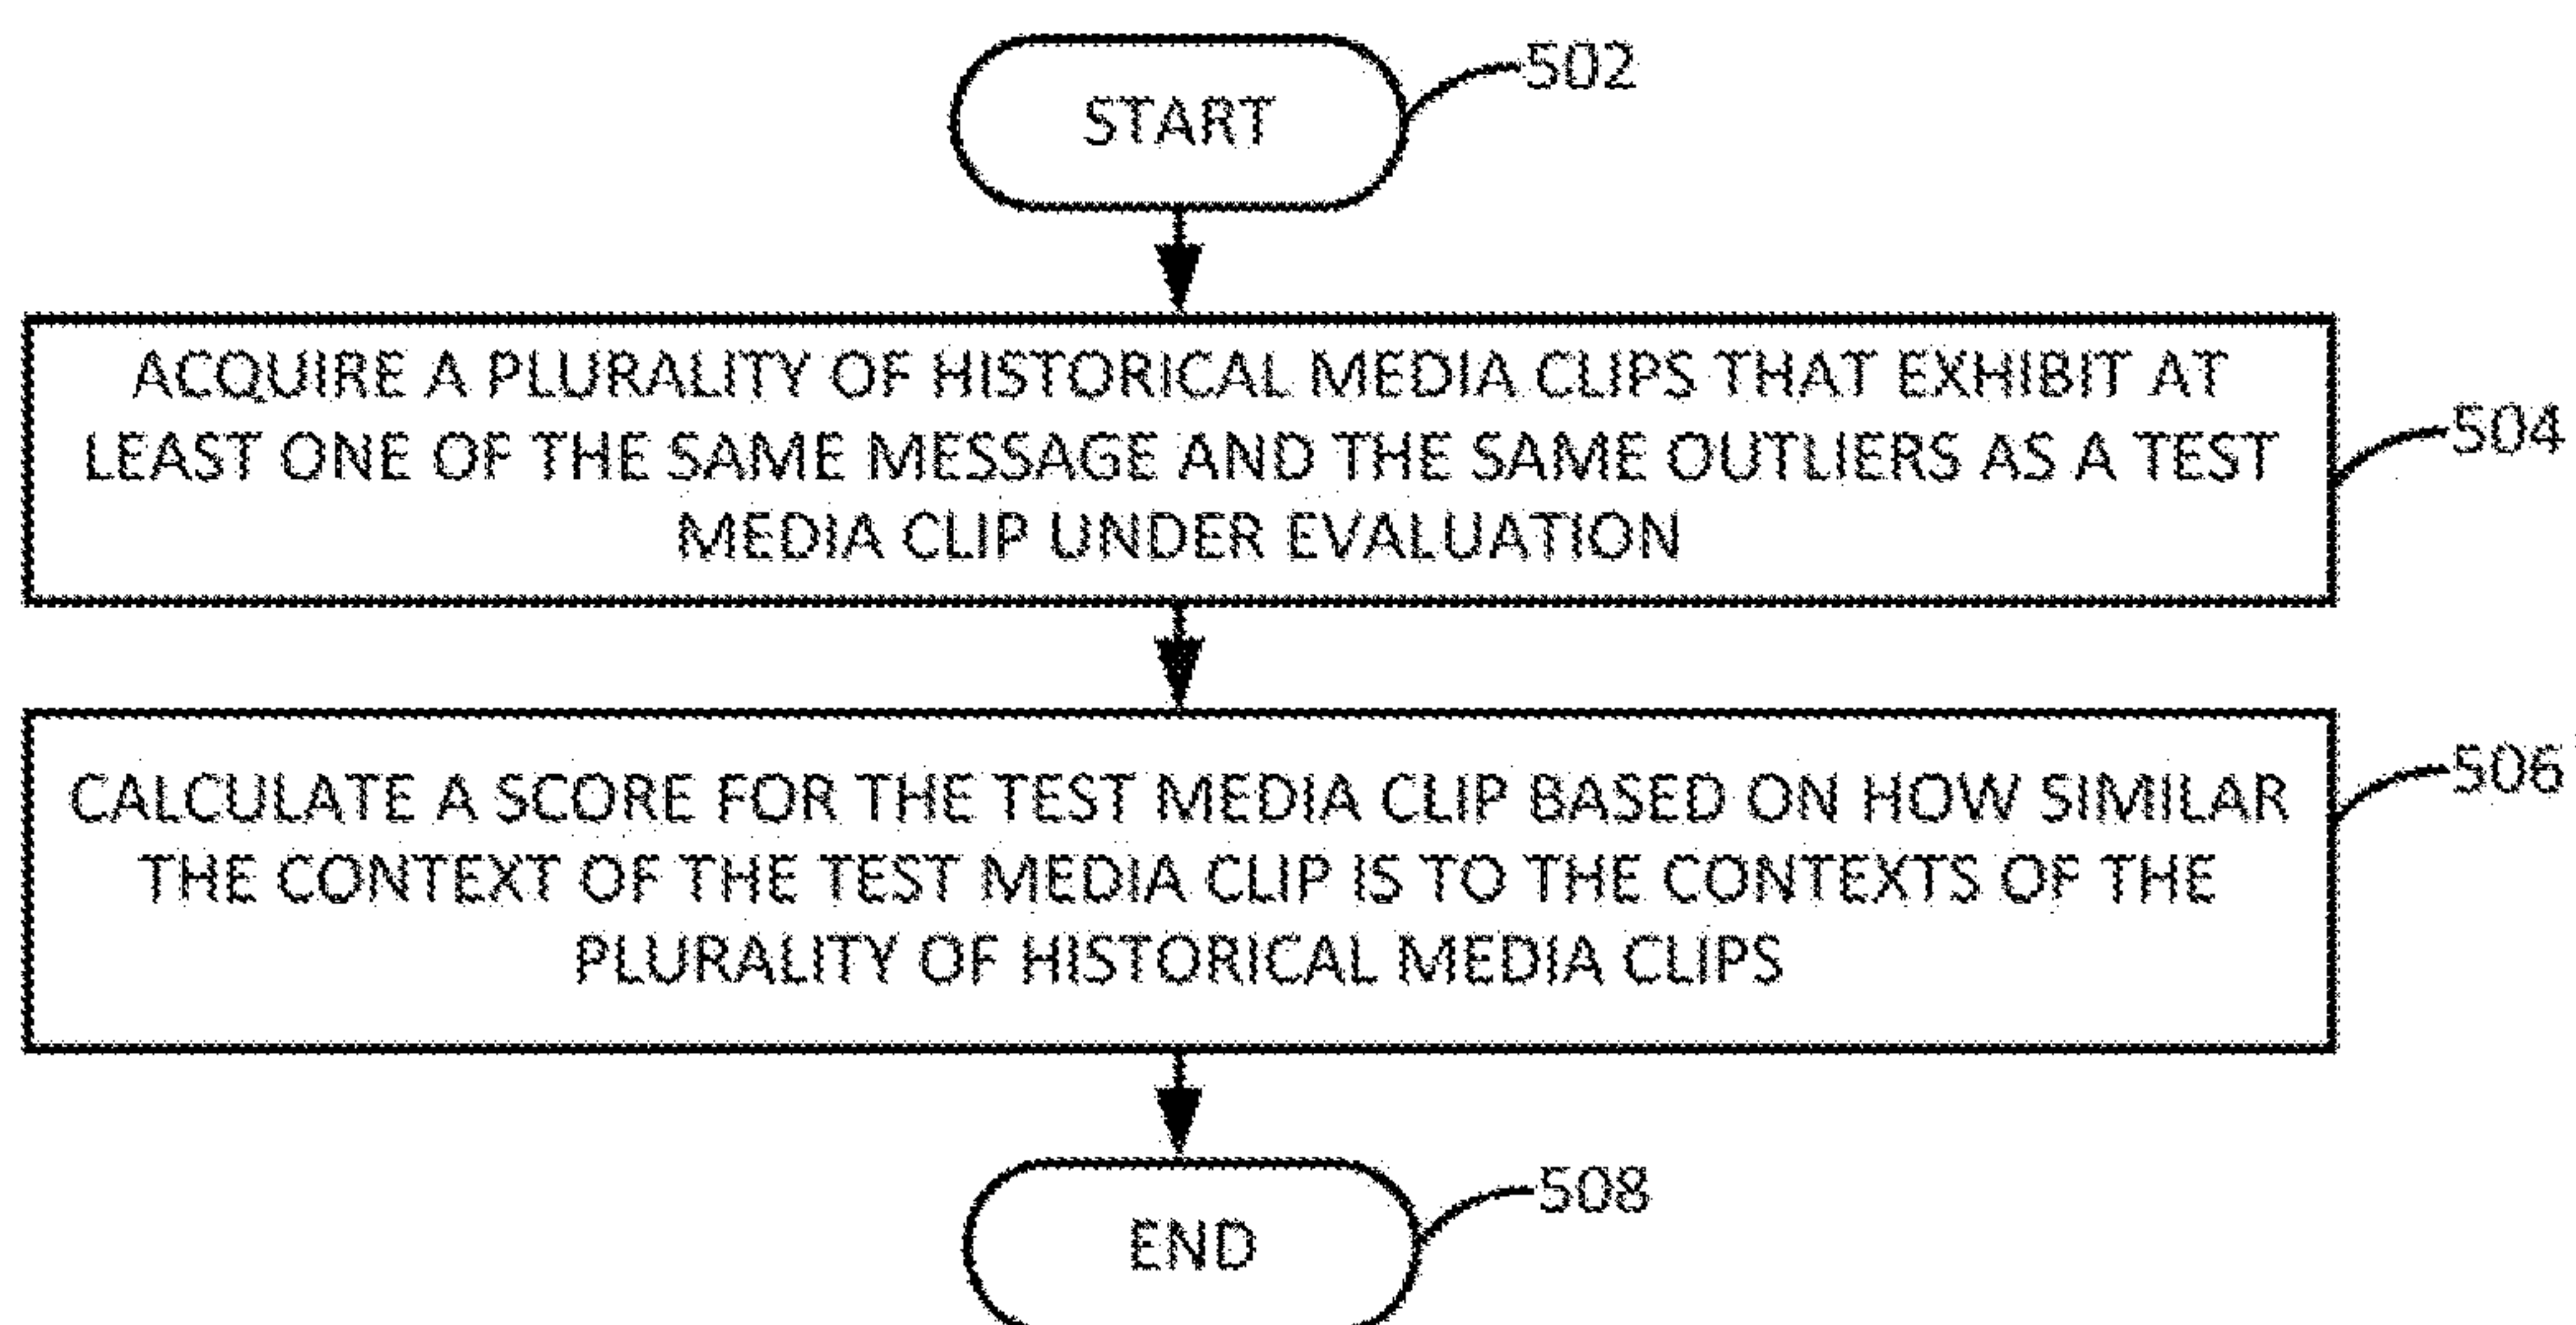 START
502
ACQUIRE A PLURALITY OF HISTORICAL MEDIA CLIPS THAT EXHIBIT AT
LEAST ONE OF THE SAME MESSAGE AND THE SAME OUTLIERS AS A TEST
MEDIA CLIP UNDER EVALUATION
504
CALCULATE A SCORE FOR THE TEST MEDIA CLIP BASED ON HOW SIMILAR
THE CONTEXT OF THE TEST MEDIA CLIP IS TO THE CONTEXTS OF THE
PLURALITY OF HISTORICAL MEDIA CLIPS
506
END
508